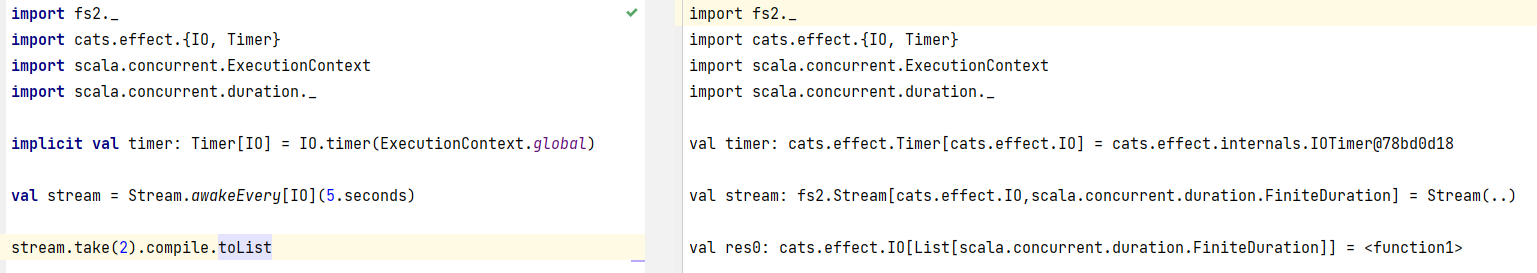 import fs2._
import cats.effect.{IO, Timer}
import scala.concurrent.ExecutionContext
import scala.concurrent.duration._
implicit val timer: Timer[IO] = IO.timer(ExecutionContext.global)
val stream = Stream.awakeEvery[IO](5.seconds)
stream.take(2).compile.toList
import fs2._
import cats.effect.{IO, Timer}
import scala.concurrent.ExecutionContext
import scala.concurrent.duration._
val timer: cats.effect.Timer[cats.effect.IO] = cats.effect.internals.IOTimer@78bd0d18
val stream: fs2.Stream[cats.effect.IO,scala.concurrent.duration.FiniteDuration] = Stream(..)
val res0: cats.effect.IO[List[scala.concurrent.duration.FiniteDuration]] = <function1>